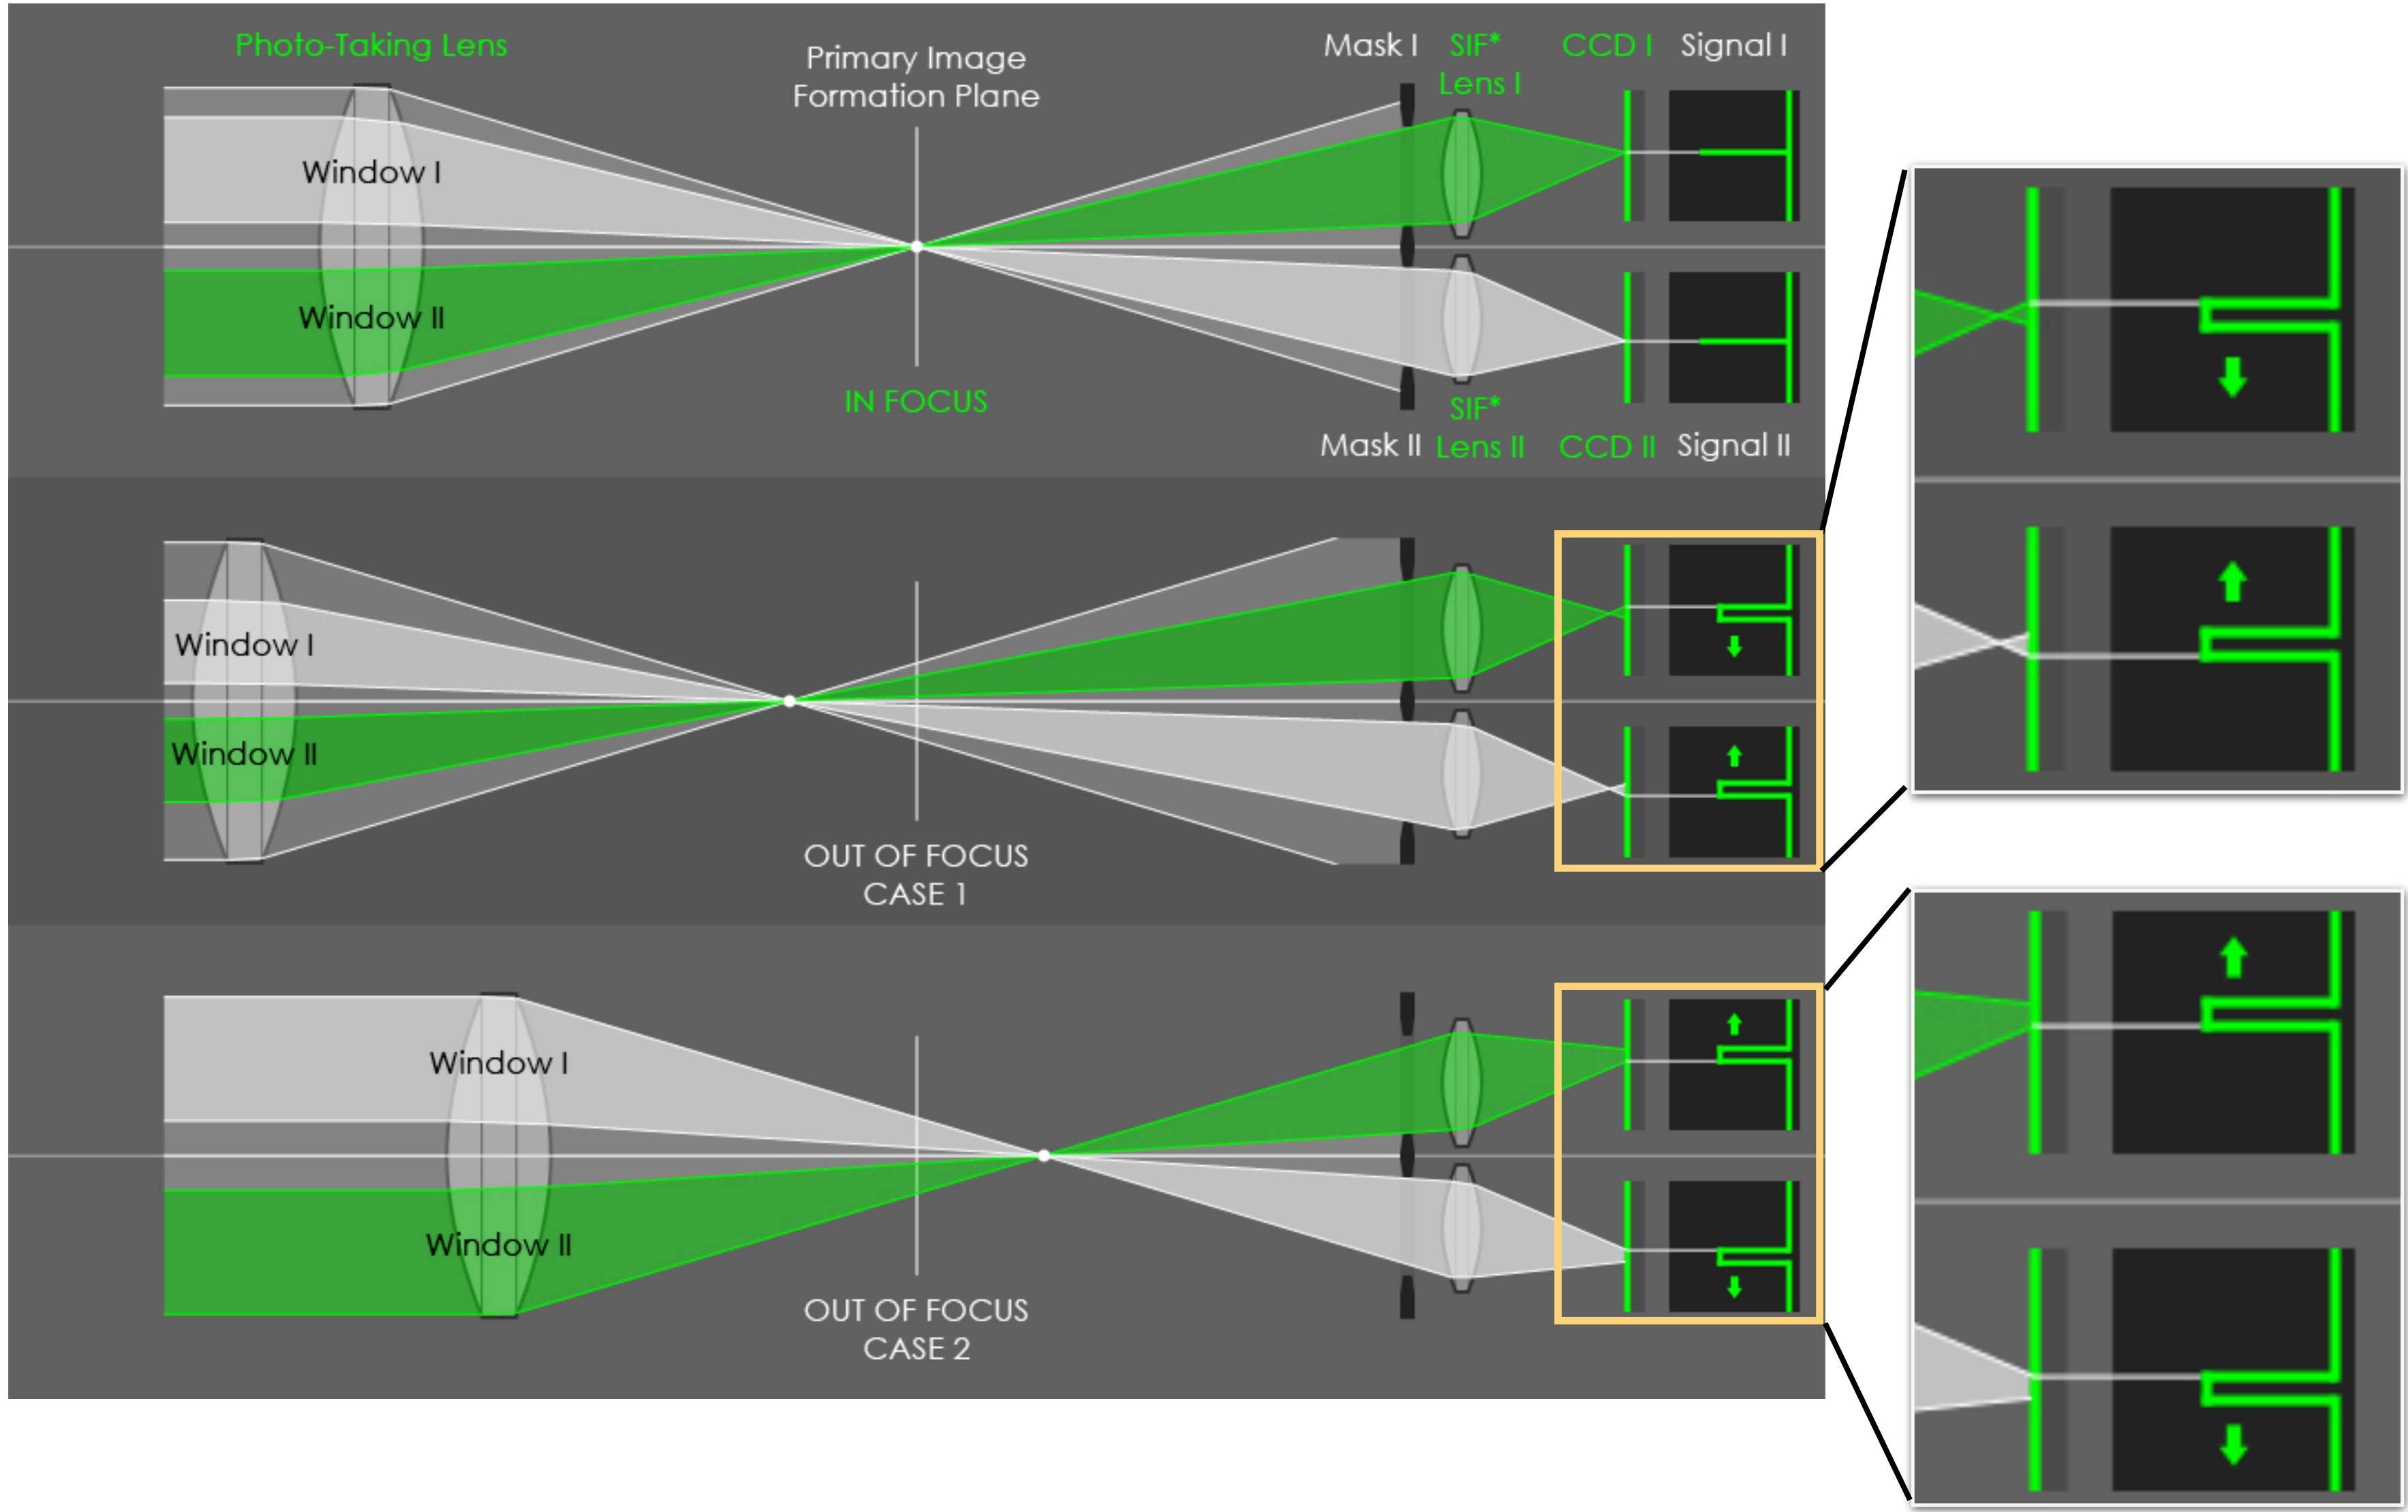 Photo-Taking Lens
Primary Image
Formation Plane
Mask I
SIF*
Lens I
CCD I
Signal I
Window I
Window II
IN FOCUS
SIF*
Mask II
Lens II
CCD II
Signal II
Window I
Window II
OUT OF FOCUS
CASE 1
Window I
Window II
OUT OF FOCUS
CASE 2